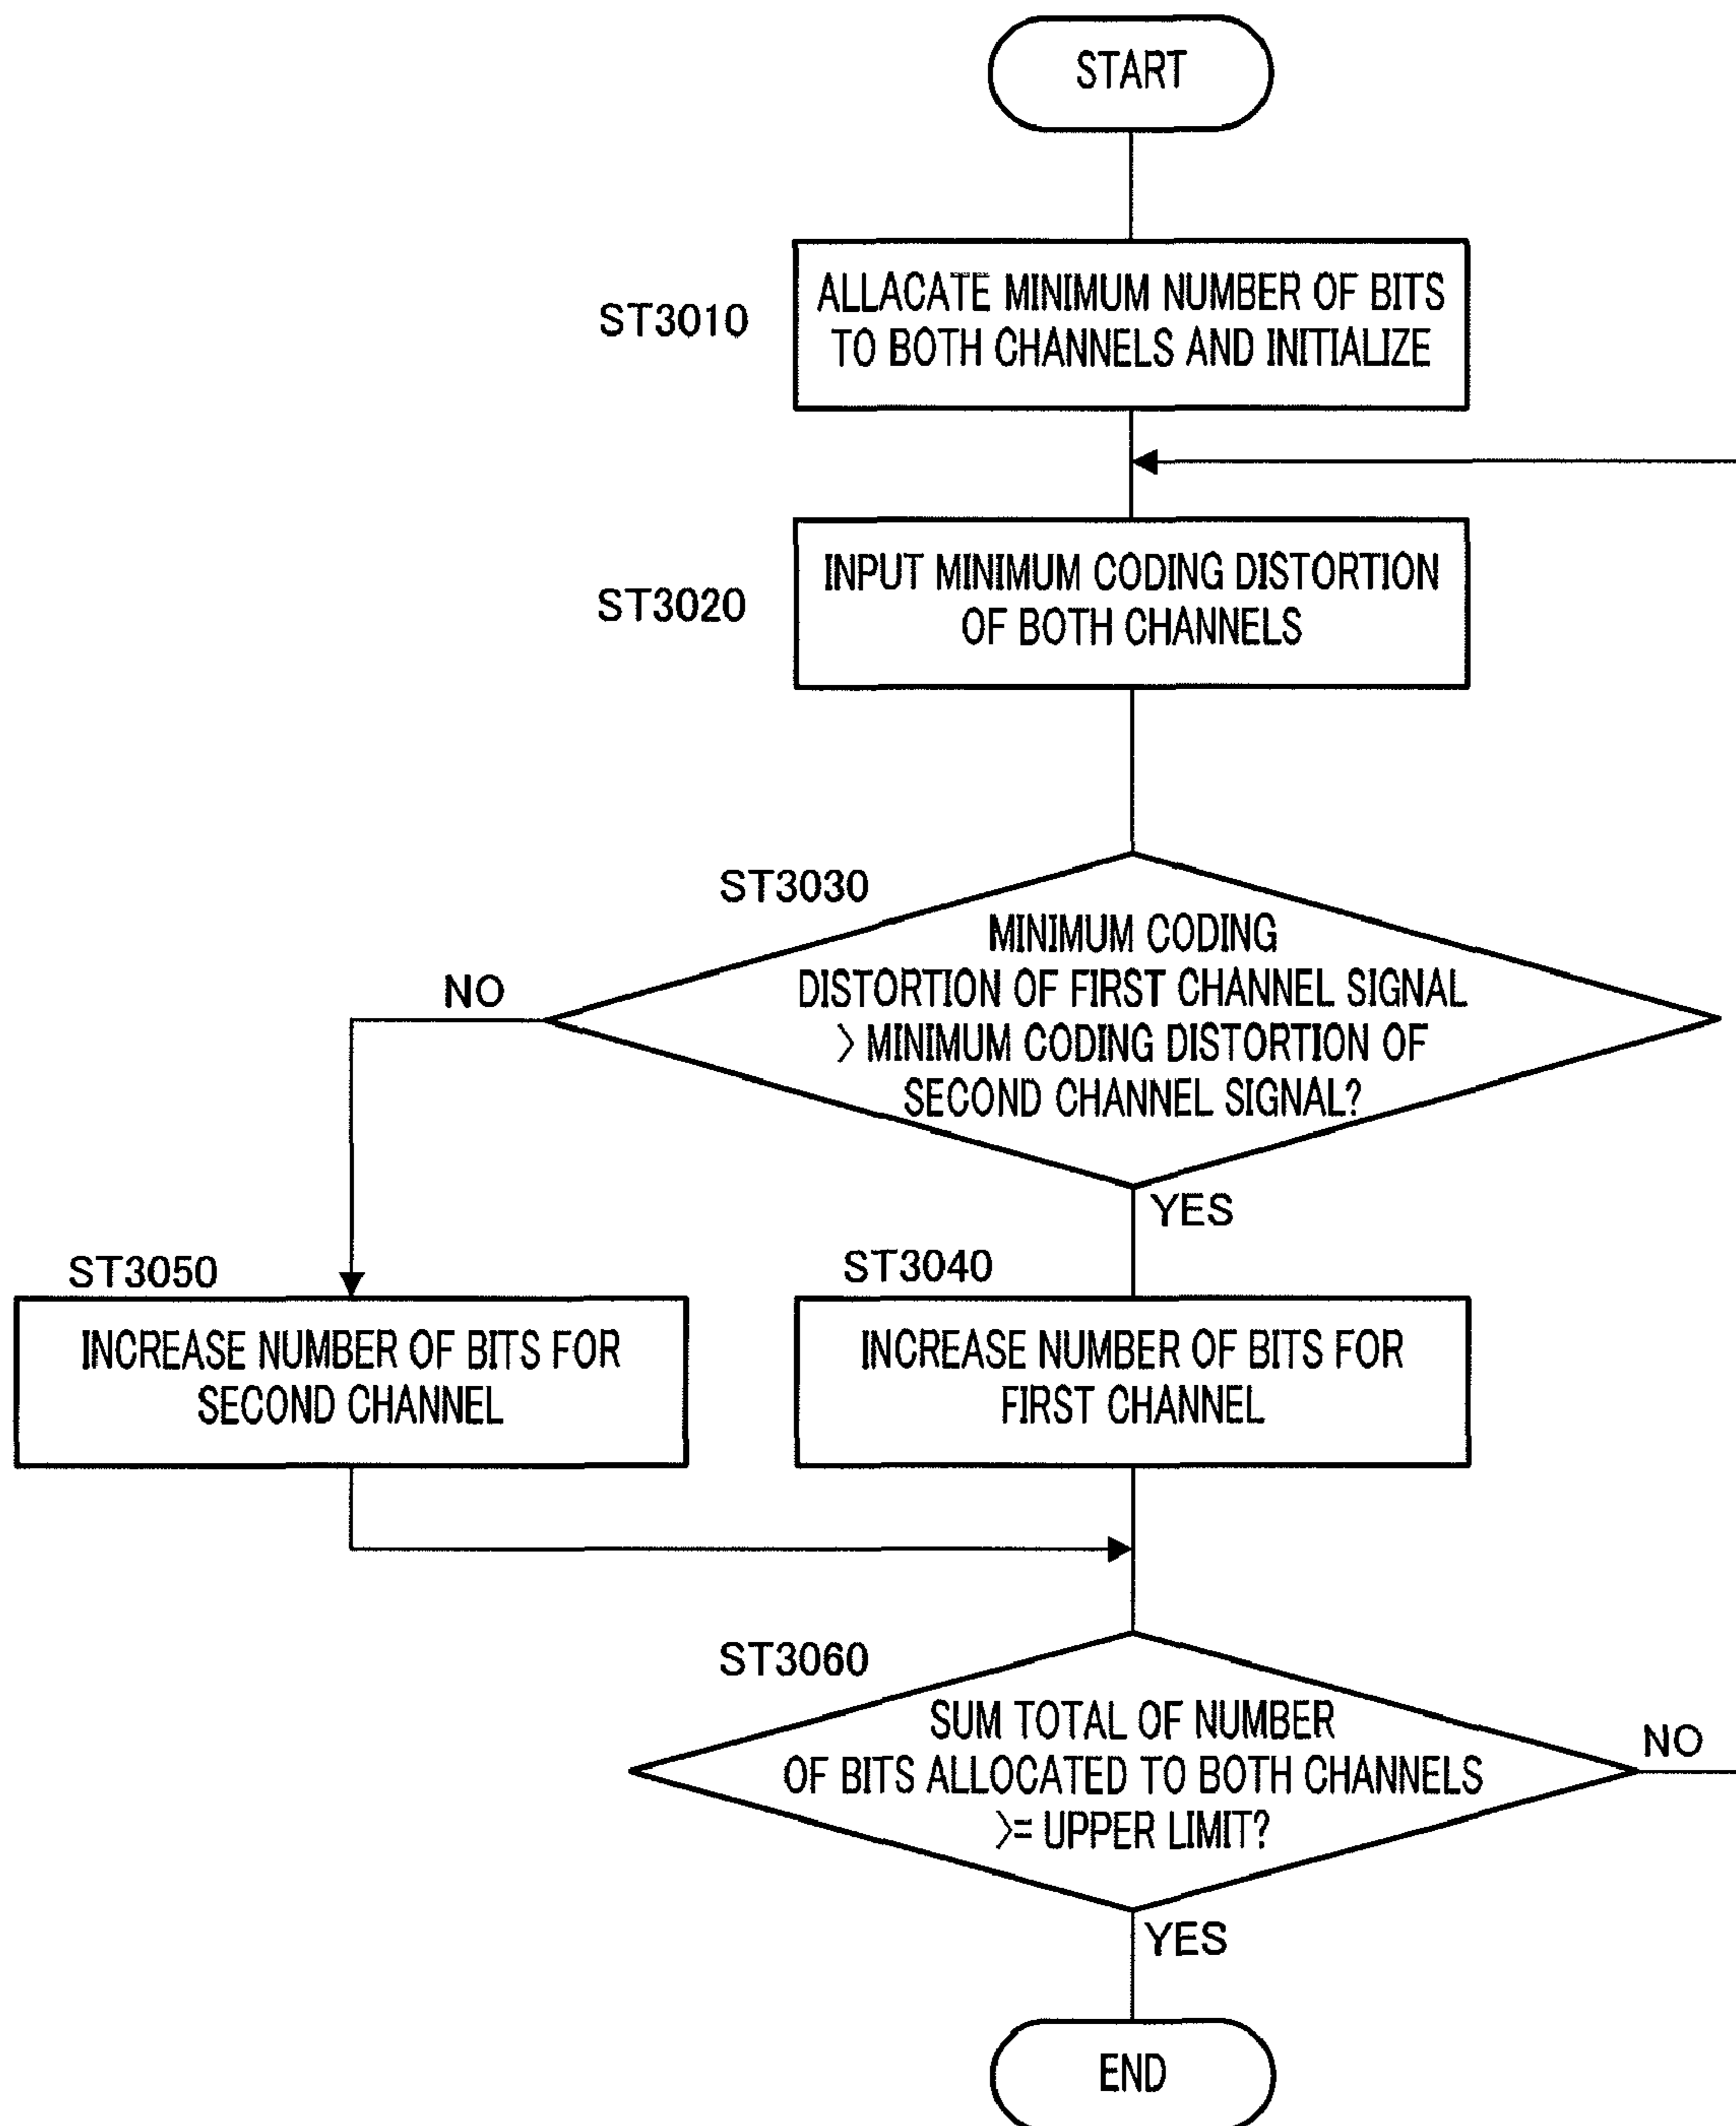 START
ST3010
ALLACATE MINIMUM NUMBER OF BITS
TO BOTH CHANNELS AND INITIALIZE
ST3020
INPUT MINIMUM CODING DISTORTION
OF BOTH CHANNELS
ST3030
MINIMUM CODING
DISTORTION OF FIRST CHANNEL SIGNAL
> MINIMUM CODING DISTORTION OF
SECOND CHANNEL SIGNAL?
NO
YES
ST3050
INCREASE NUMBER OF BITS FOR
SECOND CHANNEL
ST3040
INCREASE NUMBER OF BITS FOR
FIRST CHANNEL
ST3060
SUM TOTAL OF NUMBER
OF BITS ALLOCATED TO BOTH CHANNELS
>= UPPER LIMIT?
NO
YES
END